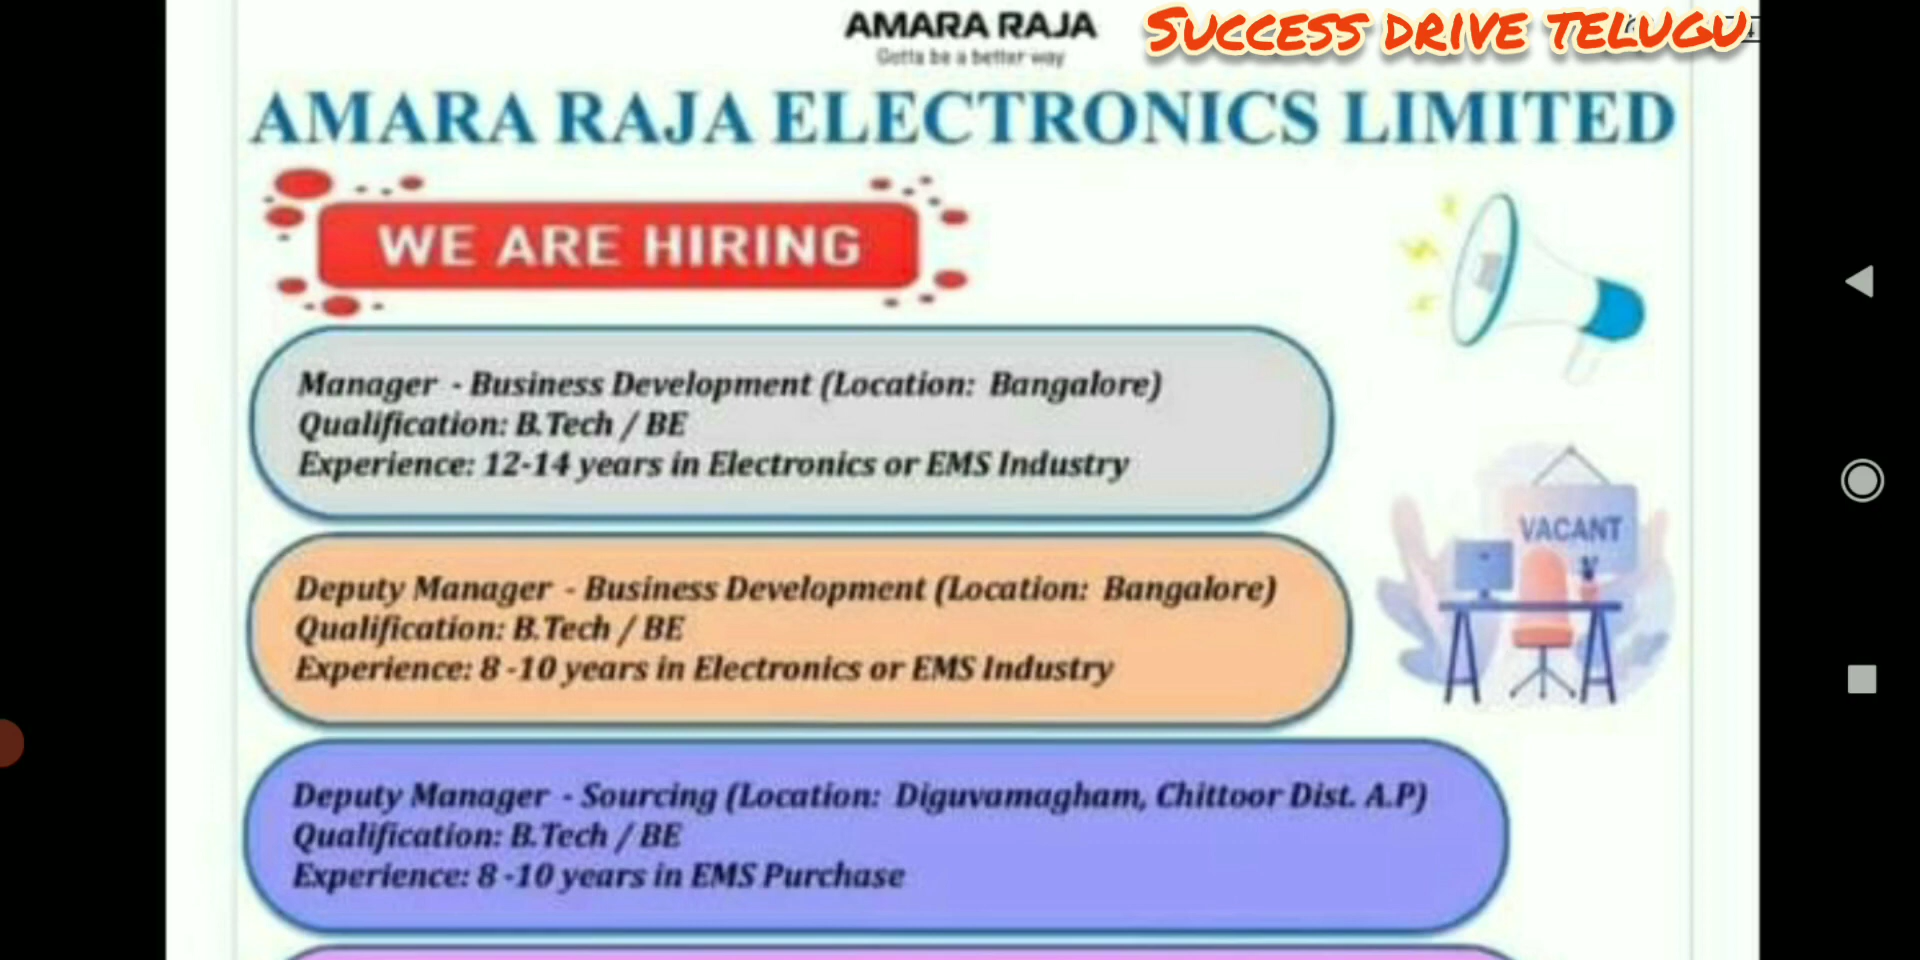 AMARA RAJA
Gotta be a better way
SUCCESS DRIVE TELUGU
AMARA RAJA ELECTRONICS LIMITED
WE ARE HIRING
Manager - Business Development (Location: Bangalore)
Qualification: B.Tech / BE
Experience: 12-14 years in Electronics or EMS Industry
Deputy Manager - Business Development (Location: Bangalore)
Qualification: B.Tech / BE
Experience: 8 -10 years in Electronics or EMS Industry
VACANT
Deputy Manager - Sourcing (Location: Diguvamagham, Chittoor Dist. A.P)
Qualification: B.Tech / BE
Experience: 8 -10 years in EMS Purchase